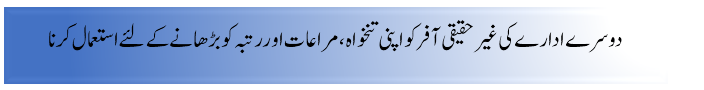 دوسرے ادارے کی غیر حقیقی آفر کو اپنی تنخواہ، مراعات اور رتبہ کو بڑھانے کے لئے استعمال کرنا